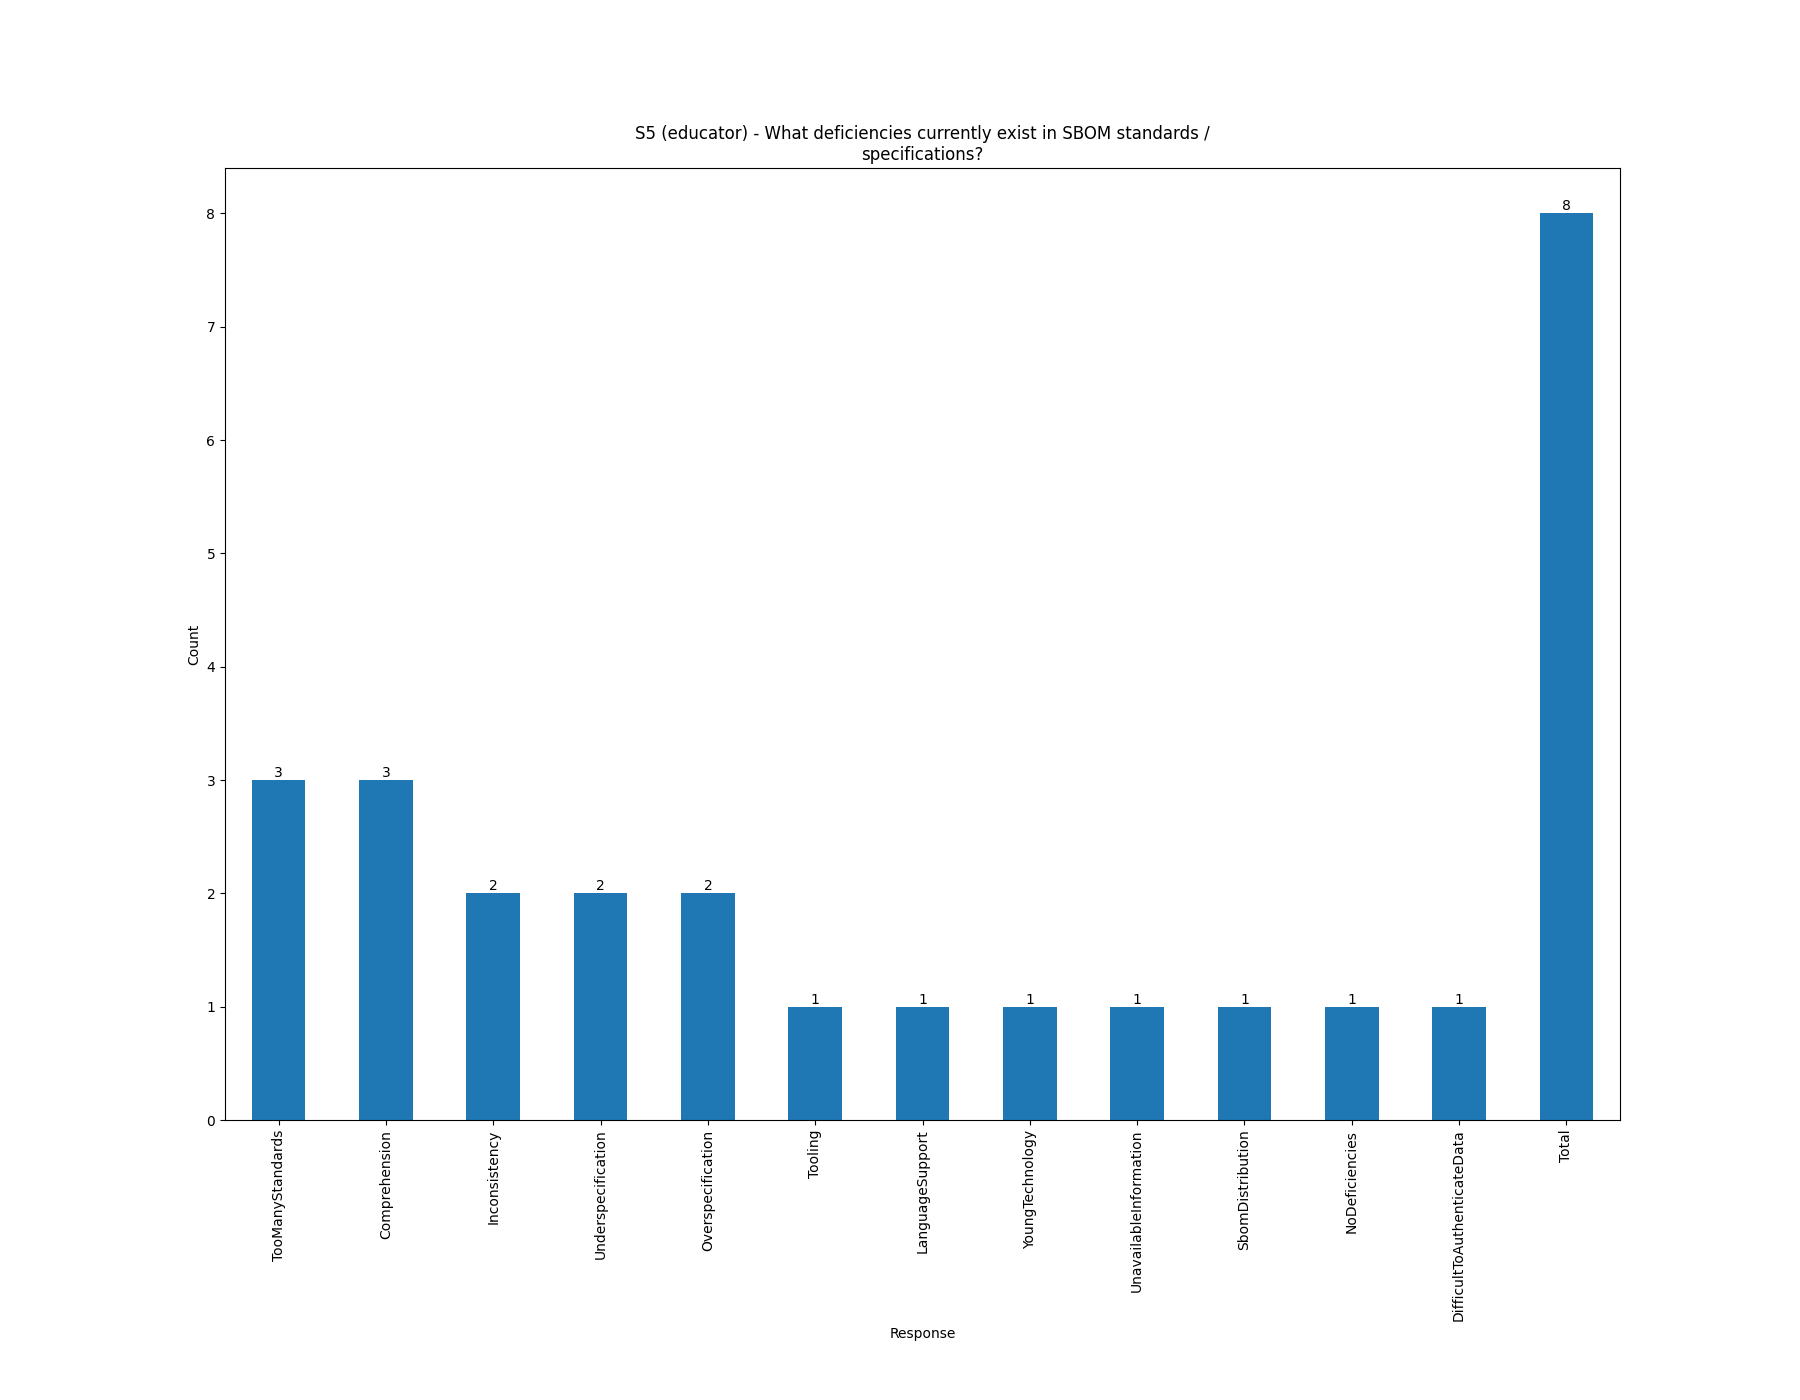 S5 (educator) - What deficiencies currently exist in SBOM standards /
specifications?
8
7
6
5
4
3
2
1
0
Count
3
3
2
2
2
1
1
1
1
1
1
1
8
TooManyStandards
Comprehension
Inconsistency
Underspecification
Overspecification
Tooling
LanguageSupport
YoungTechnology
UnavailableInformation
SbomDistribution
NoDeficiencies
DifficultToAuthenticateData
Total
Response